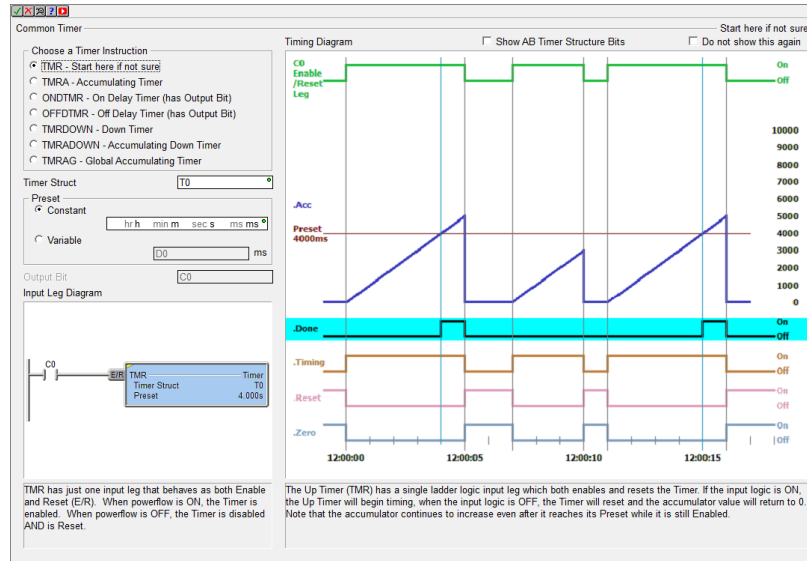 Common Timer
Start here if not sure
Choose a Timer Instruction
TMR - Start here if not sure
TMRA - Accumulating Timer
ONDTMR - On Delay Timer (has Output Bit)
OFFDTMR - Off Delay Timer (has Output Bit)
TMRDOWN - Down Timer
TMRADOWN - Accumulating Down Timer
TMRAG - Global Accumulating Timer
Timer Struct T0
Preset
Constant
hr h min m sec s ms ms
Variable
D0 ms
Output Bit C0
Input Leg Diagram
C0
E/R TMR Timer
Timer Struct T0
Preset 4.000s
TMR has just one input leg that behaves as both Enable
and Reset (E/R). When powerflow is ON, the Timer is
enabled. When powerflow is OFF, the Timer is disabled
AND is Reset.
Timing Diagram
Show AB Timer Structure Bits
Do not show this again
C0
Enable
/Reset
Leg
On
Off
10000
9000
8000
7000
6000
5000
4000
3000
2000
1000
0
.Acc
Preset
4000ms
.Done
On
Off
.Timing
On
Off
.Reset
On
Off
.Zero
On
Off
12:00:00 12:00:05 12:00:10 12:00:15
The Up Timer (TMR) has a single ladder logic input leg which both enables and resets the Timer. If the input logic is ON,
the Up Timer will begin timing, when the input logic is OFF, the Timer will reset and the accumulator value will return to 0.
Note that the accumulator continues to increase even after it reaches its Preset while it is still Enabled.